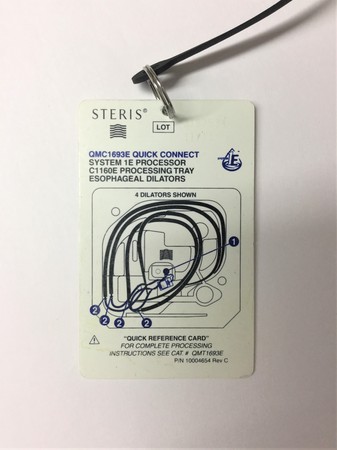 STERIS®
LOT
QMC1693E QUICK CONNECT
SYSTEM 1E PROCESSOR
C1160E PROCESSING TRAY
ESOPHAGEAL DILATORS
1E
4 DILATORS SHOWN
1
2
2
2
2
"QUICK REFERENCE CARD"
FOR COMPLETE PROCESSING
INSTRUCTIONS SEE CAT. # QMT1693E
P/N 10004654 Rev C